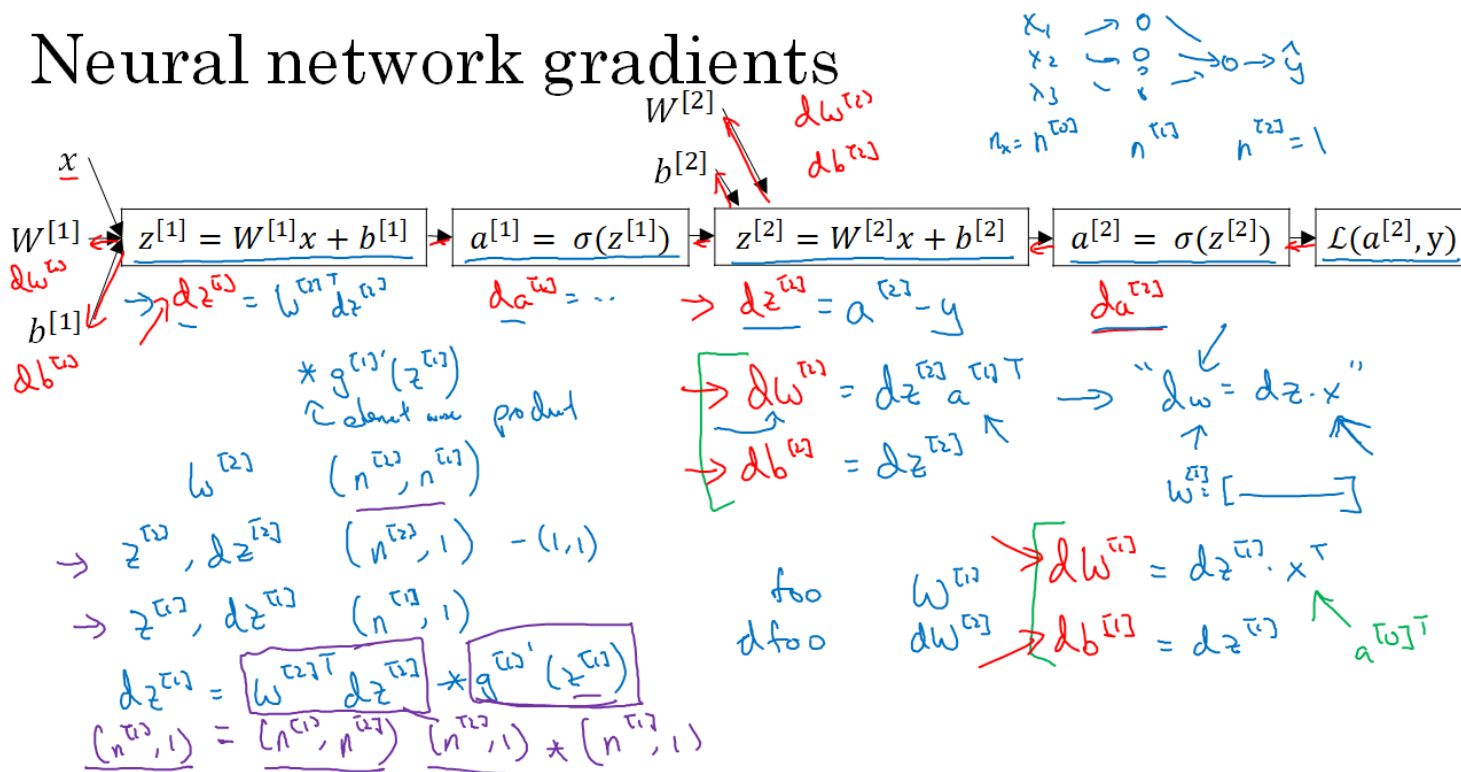 Neural network gradients
x₁
x₂
x₃
ŷ
nₓ = n^[0] n^[1] n^[2] = 1
W^[2] dw^[2]
b^[2] db^[2]
x
W^[1] z^[1] = W^[1]x + b^[1] a^[1] = σ(z^[1]) z^[2] = W^[2]x + b^[2] a^[2] = σ(z^[2]) ℒ(a^[2], y)
dw^[1] → dz^[1] = W^[2]T dz^[2] da^[1] = .. → dz^[2] = a^[2] - y da^[2]
b^[1]
db^[1]
* g^[1]'(z^[1])
↑ element wise product
→ dw^[2] = dz^[2] a^[1]T → "dw = dz · x"
→ db^[2] = dz^[2]
w^[2] (n^[2], n^[1])
w^[1] = [ ——— ]
→ z^[2], dz^[2] (n^[2], 1) - (1,1)
→ z^[1], dz^[1] (n^[1], 1)
foo W^[1]
dfoo dw^[2]
dw^[1] = dz^[1] · x^T
db^[1] = dz^[1]
a^[0]T
dz^[1] = W^[2]T dz^[2] * g^[1]'(z^[1])
(n^[1], 1) = (n^[1], n^[2]) (n^[2], 1) * (n^[1], 1)